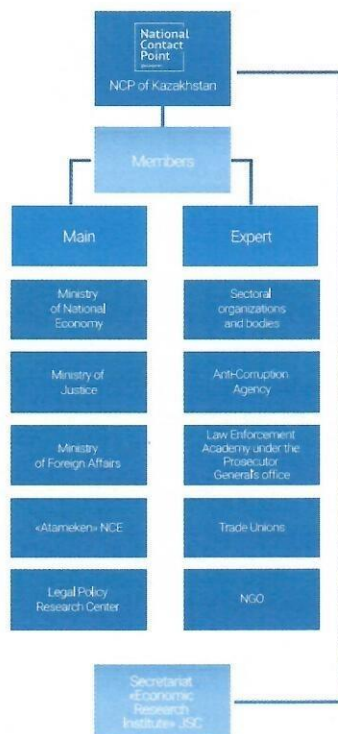 National
Contact
Point
NCP of Kazakhstan
Members
Main
Expert
Ministry
of National
Economy
Sectoral
organizations
and bodies
Ministry of
Justice
Anti-Corruption
Agency
Ministry
of Foreign Affairs
Law Enforcement
Academy under the
Prosecutor
General's office
«Atameken» NCE
Trade Unions
Legal Policy
Research Center
NGO
Secretariat
«Economic
Research
Institute» JSC